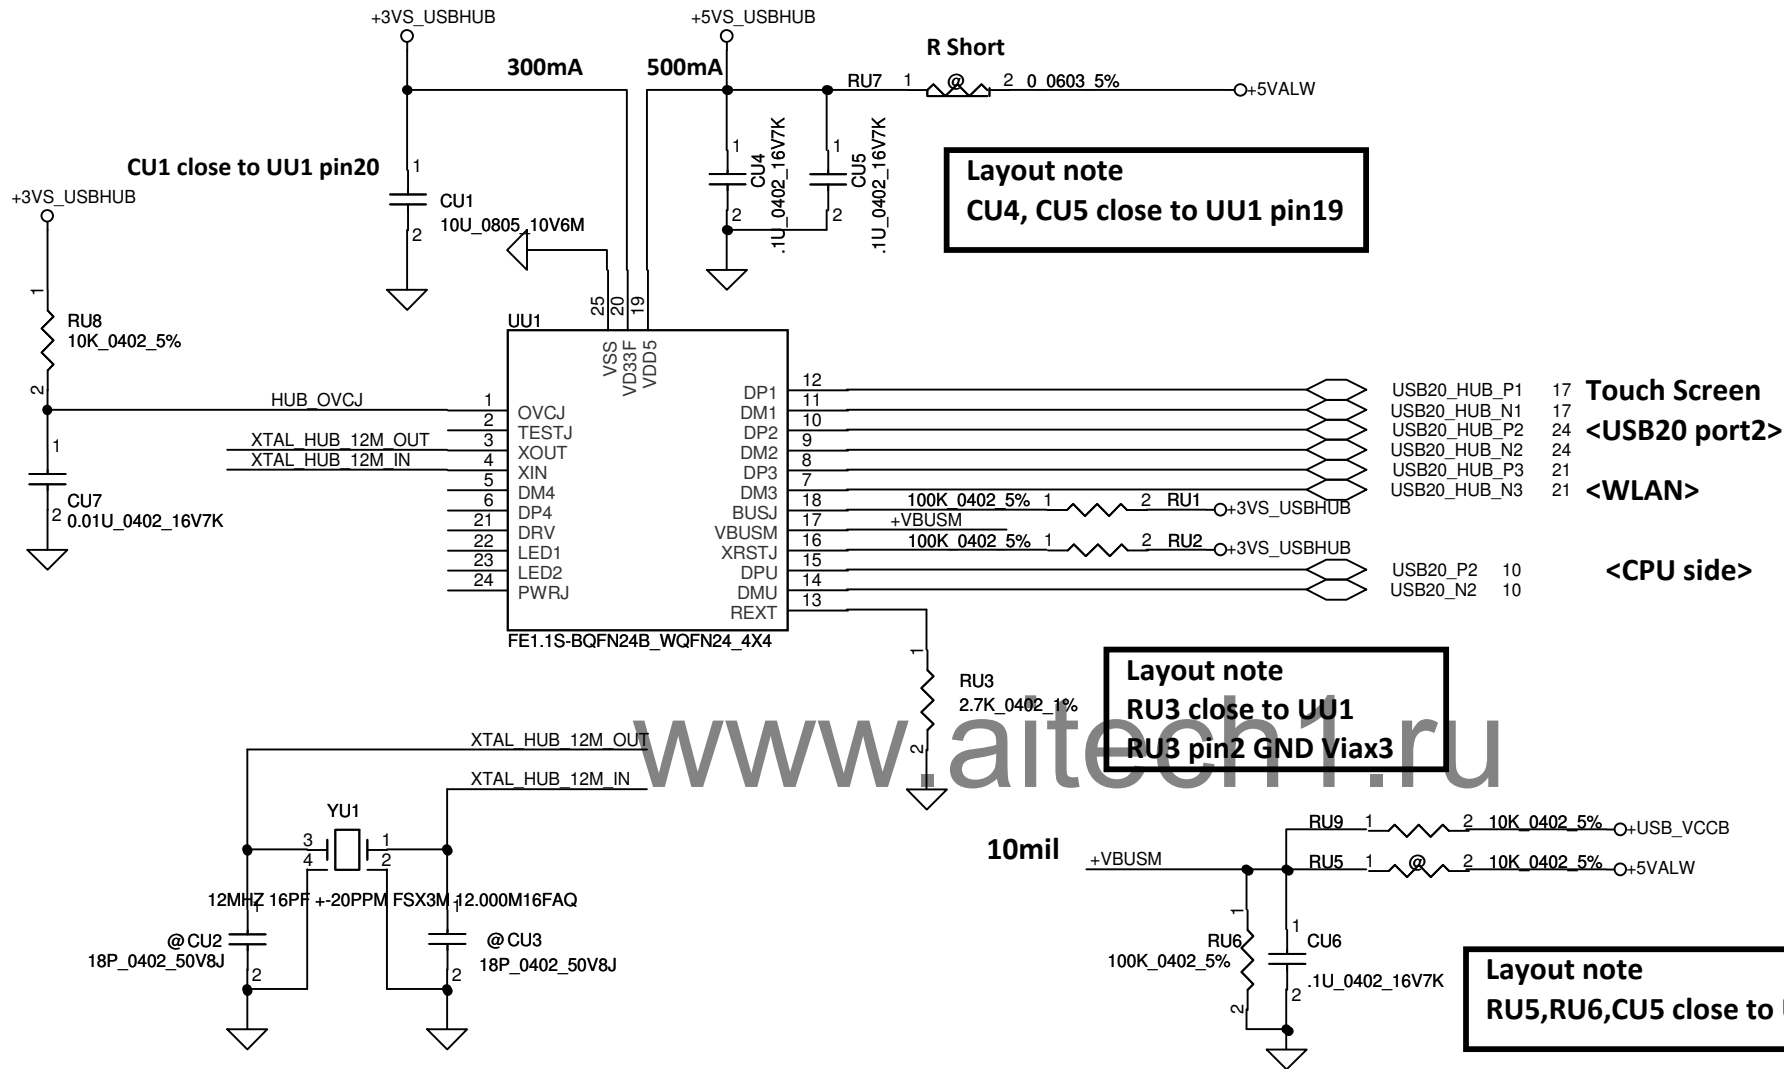 +3VS_USBHUB
+5VS_USBHUB
300mA
500mA
R Short
RU7 1 @ 2 0_0603_5%
+5VALW
CU1 close to UU1 pin20
+3VS_USBHUB
1
CU1
10U_0805_10V6M
2
1
CU4
.1U_0402_16V7K
2
1
CU5
.1U_0402_16V7K
2
Layout note
CU4, CU5 close to UU1 pin19
1
RU8
10K_0402_5%
2
HUB_OVCJ
XTAL_HUB_12M_OUT
XTAL_HUB_12M_IN
1
CU7
2 0.01U_0402_16V7K
UU1
25 VSS
20 VD33F
19 VDD5
1 OVCJ
2 TESTJ
3 XOUT
4 XIN
5 DM4
6 DP4
21 DRV
22 LED1
23 LED2
24 PWRJ
DP1 12
DM1 11
DP2 10
DM2 9
DP3 8
DM3 7
BUSJ 18
VBUSM 17
XRSTJ 16
DPU 15
DMU 14
REXT 13
FE1.1S-BQFN24B_WQFN24_4X4
USB20_HUB_P1 17 Touch Screen
USB20_HUB_N1 17
USB20_HUB_P2 24 <USB20 port2>
USB20_HUB_N2 24
USB20_HUB_P3 21
USB20_HUB_N3 21 <WLAN>
100K_0402_5% 1 2 RU1 +3VS_USBHUB
+VBUSM
100K_0402_5% 1 2 RU2 +3VS_USBHUB
USB20_P2 10 <CPU side>
USB20_N2 10
1
RU3
2.7K_0402_1%
2
Layout note
RU3 close to UU1
RU3 pin2 GND Viax3
www.aitech1.ru
XTAL_HUB_12M_OUT
XTAL_HUB_12M_IN
YU1
3 1
4 2
12MHZ 16PF +-20PPM FSX3M 12.000M16FAQ
1 1
@ CU2
18P_0402_50V8J
2
@ CU3
18P_0402_50V8J
2
10mil
+VBUSM
RU9 1 2 10K_0402_5% +USB_VCCB
RU5 1 @ 2 10K_0402_5% +5VALW
1
RU6
100K_0402_5%
2
1
CU6
.1U_0402_16V7K
2
Layout note
RU5,RU6,CU5 close to